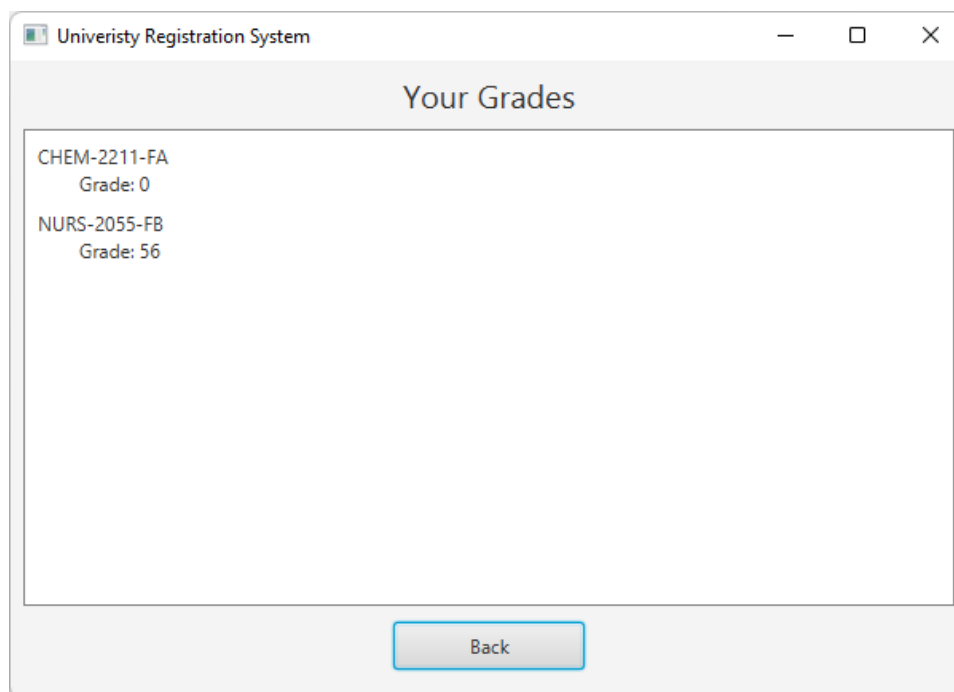 Univeristy Registration System
Your Grades
CHEM-2211-FA
Grade: 0
NURS-2055-FB
Grade: 56
Back